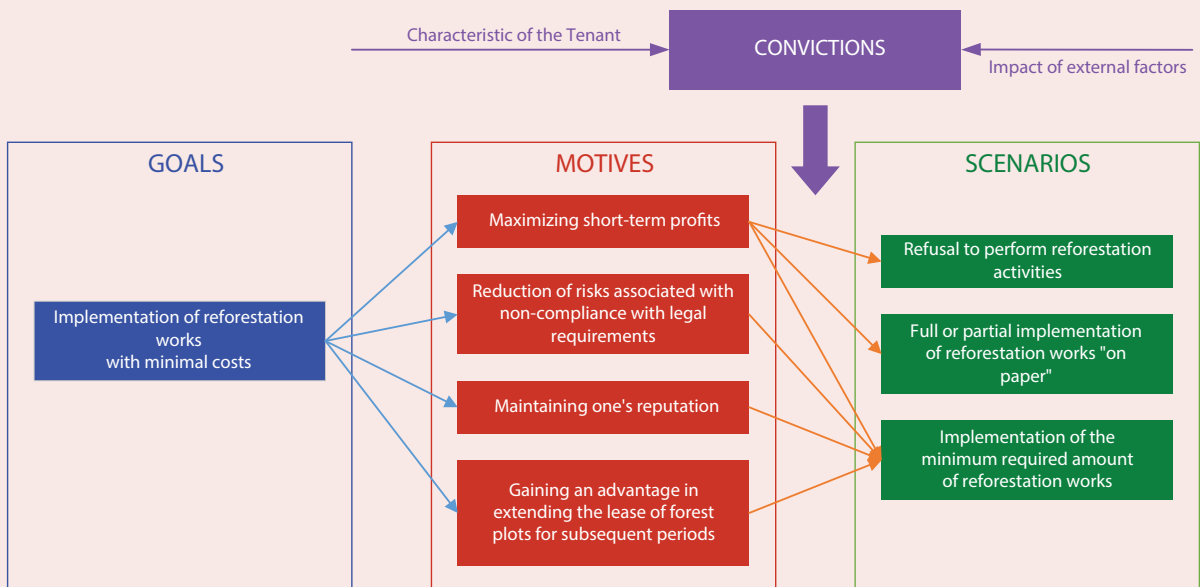 Characteristic of the Tenant
CONVICTIONS
Impact of external factors
GOALS
Implementation of reforestation
works
with minimal costs
MOTIVES
Maximizing short-term profits
Reduction of risks associated with
non-compliance with legal
requirements
Maintaining one's reputation
Gaining an advantage in
extending the lease of forest
plots for subsequent periods
SCENARIOS
Refusal to perform reforestation
activities
Full or partial implementation
of reforestation works "on
paper"
Implementation of the
minimum required amount
of reforestation works